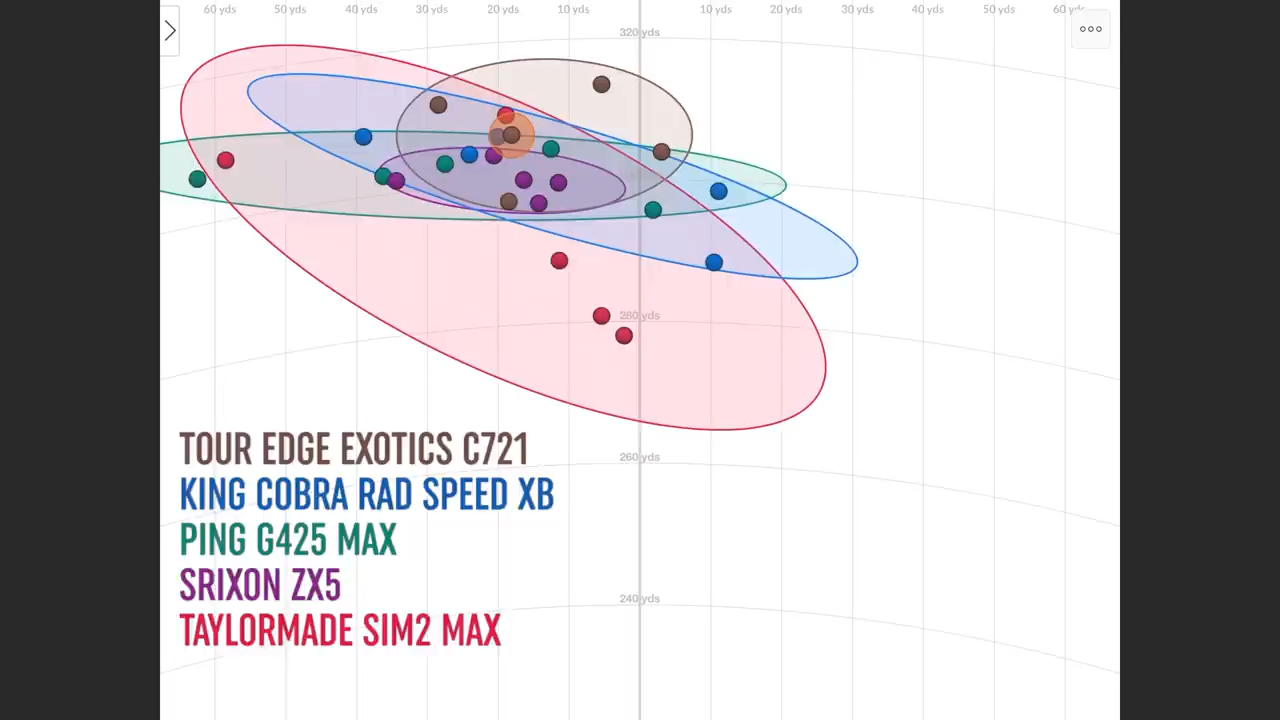 60 yds 50 yds 40 yds 30 yds 20 yds 10 yds 10 yds 20 yds 30 yds 40 yds 50 yds 60 yds
320 yds
280 yds
260 yds
240 yds
TOUR EDGE EXOTICS C721
KING COBRA RAD SPEED XB
PING G425 MAX
SRIXON ZX5
TAYLORMADE SIM2 MAX